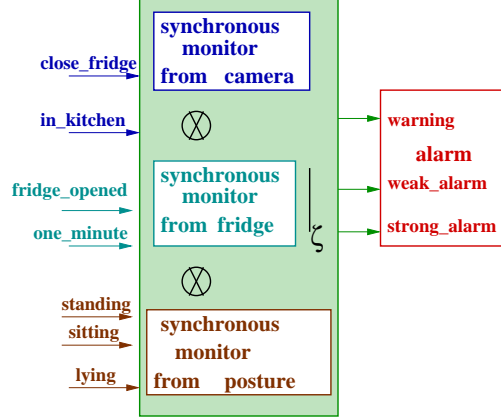 synchronous
monitor
from camera
close_fridge
in_kitchen
synchronous
monitor
from fridge
fridge_opened
one_minute
ζ
warning
alarm
weak_alarm
strong_alarm
standing
sitting
lying
synchronous
monitor
from posture